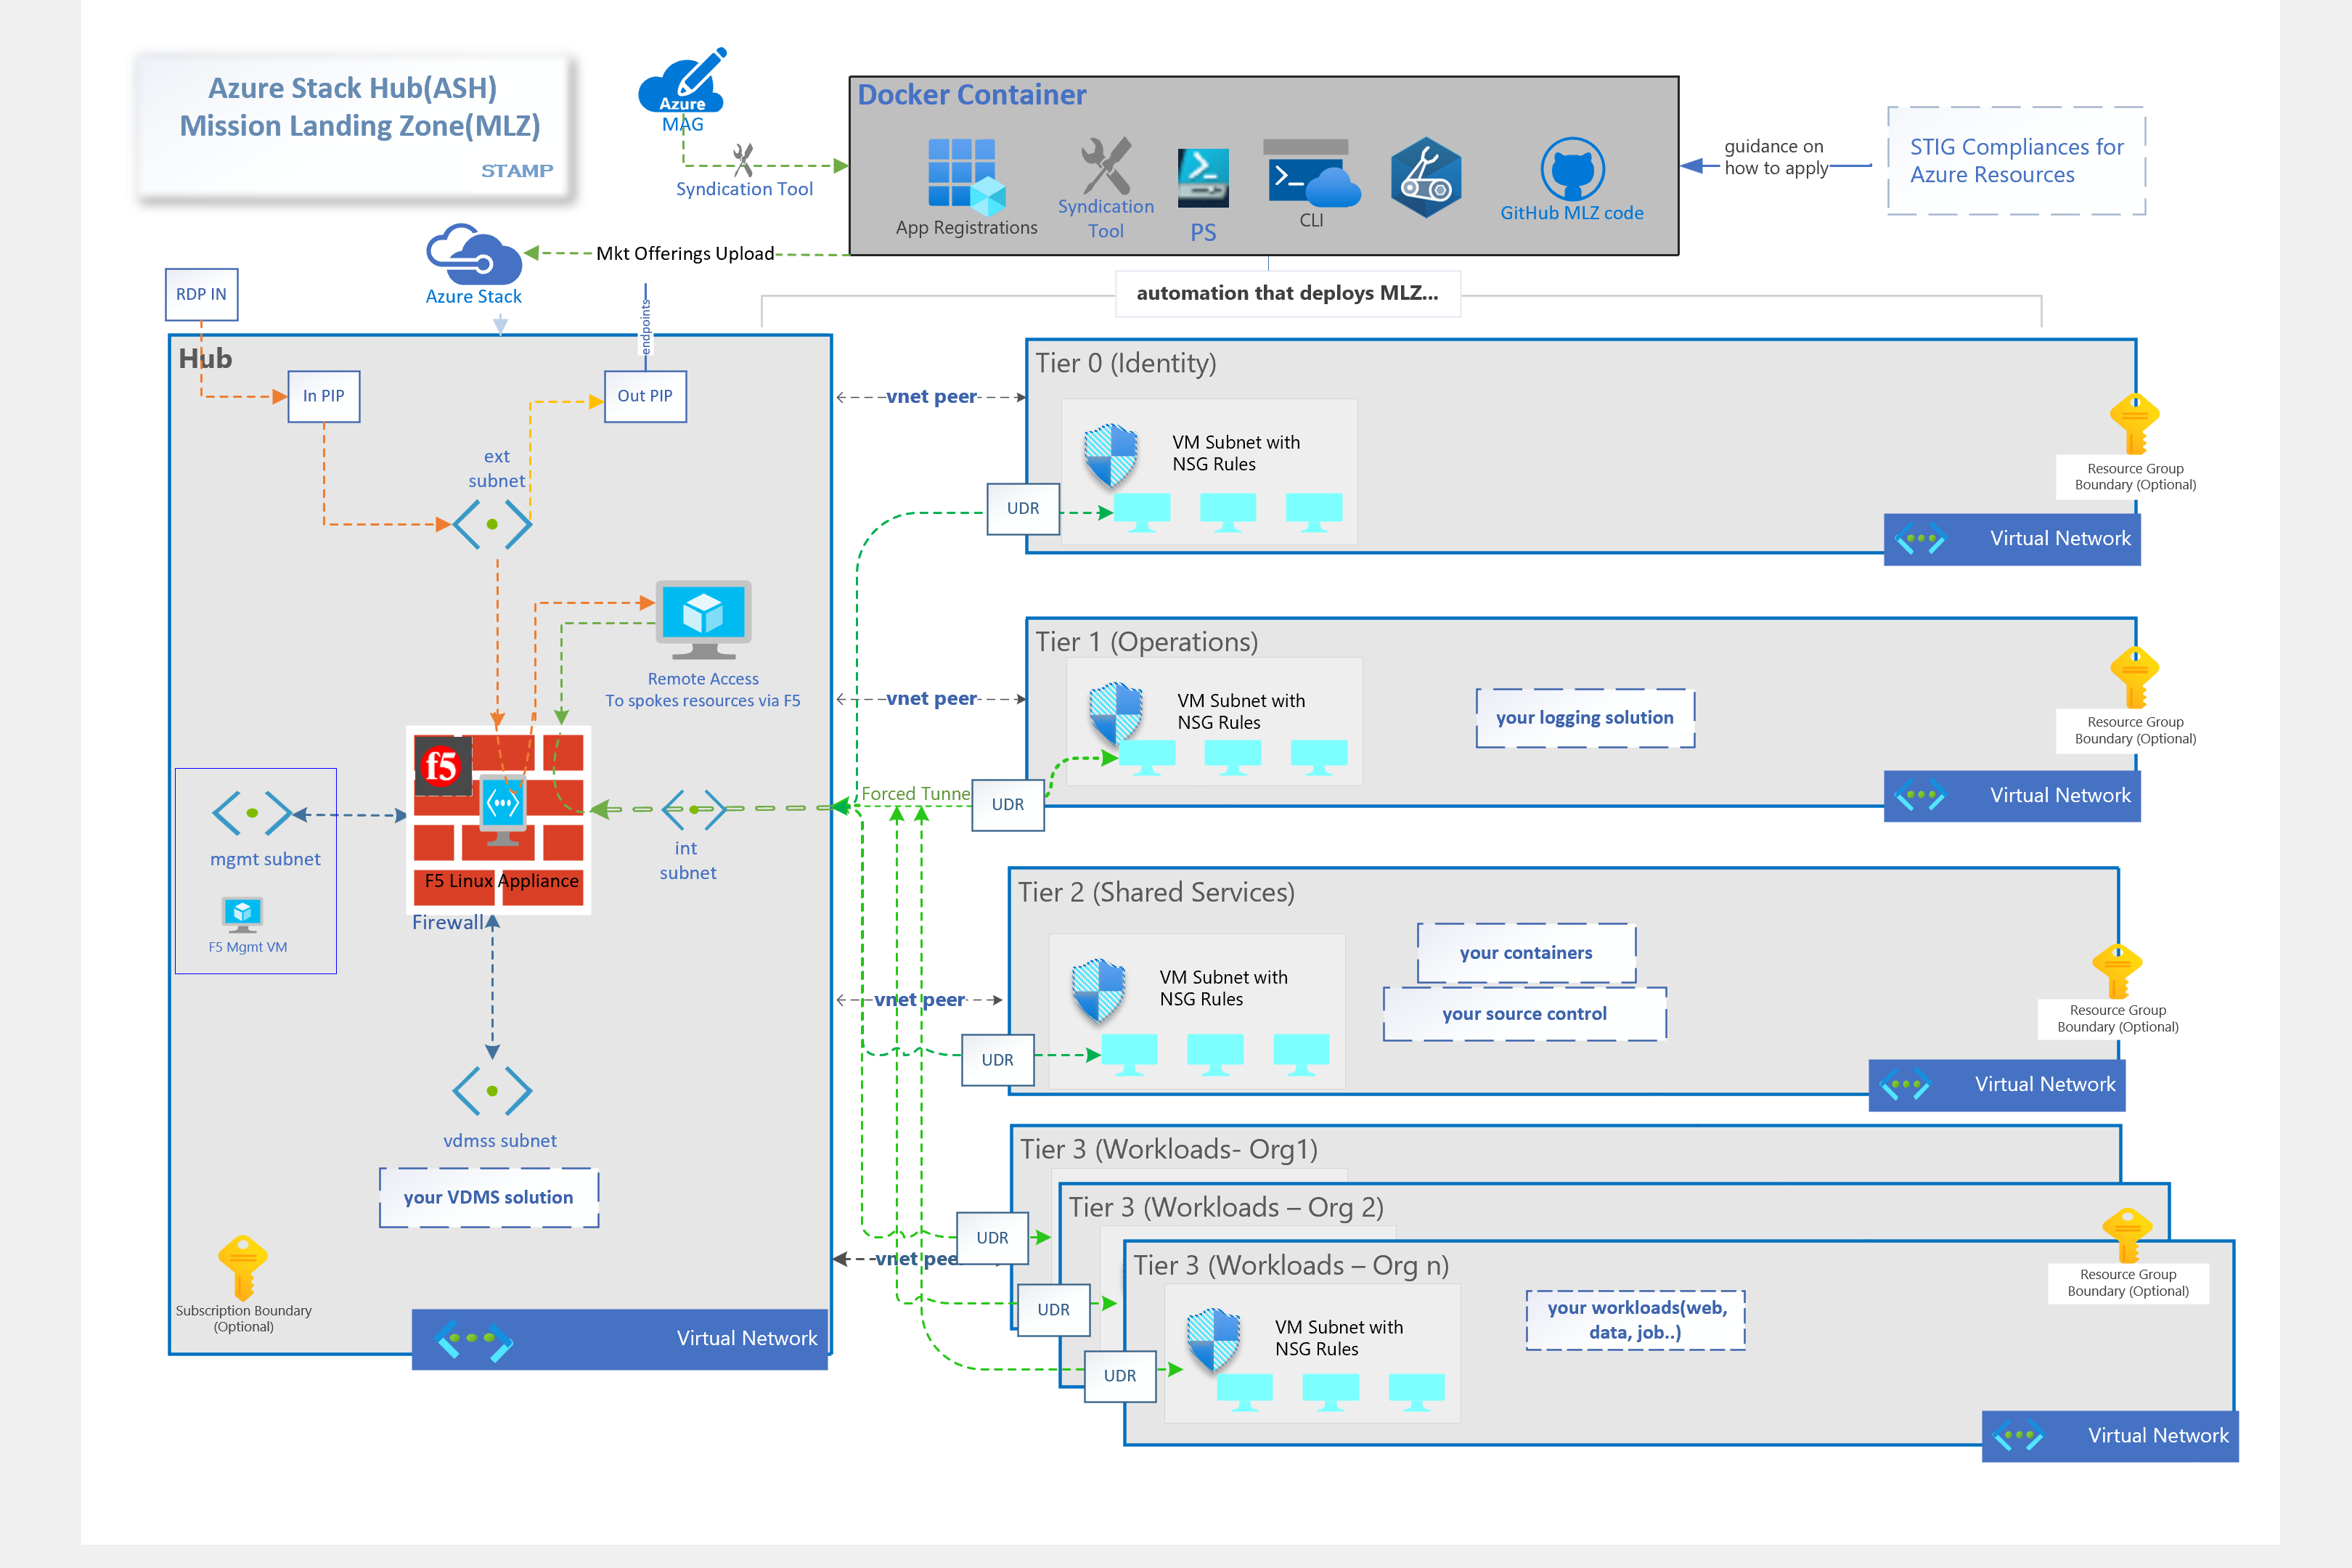 Azure Stack Hub(ASH)
Mission Landing Zone(MLZ)
STAMP
Azure
MAG
Syndication Tool
Docker Container
App Registrations
Syndication
Tool
PS
CLI
GitHub MLZ code
guidance on
how to apply
STIG Compliances for
Azure Resources
Azure Stack
Mkt Offerings Upload
automation that deploys MLZ...
RDP IN
endpoints
Hub
In PIP
Out PIP
ext
subnet
Remote Access
To spokes resources via F5
f5
F5 Linux Appliance
Firewall
mgmt subnet
F5 Mgmt VM
int
subnet
vdmss subnet
your VDMS solution
Subscription Boundary
(Optional)
Virtual Network
vnet peer
vnet peer
vnet peer
vnet pee
Forced Tunne
Tier 0 (Identity)
VM Subnet with
NSG Rules
UDR
Resource Group
Boundary (Optional)
Virtual Network
Tier 1 (Operations)
VM Subnet with
NSG Rules
your logging solution
UDR
Resource Group
Boundary (Optional)
Virtual Network
Tier 2 (Shared Services)
VM Subnet with
NSG Rules
your containers
your source control
UDR
Resource Group
Boundary (Optional)
Virtual Network
Tier 3 (Workloads- Org1)
UDR
Tier 3 (Workloads – Org 2)
UDR
Tier 3 (Workloads – Org n)
VM Subnet with
NSG Rules
your workloads(web,
data, job..)
UDR
Resource Group
Boundary (Optional)
Virtual Network